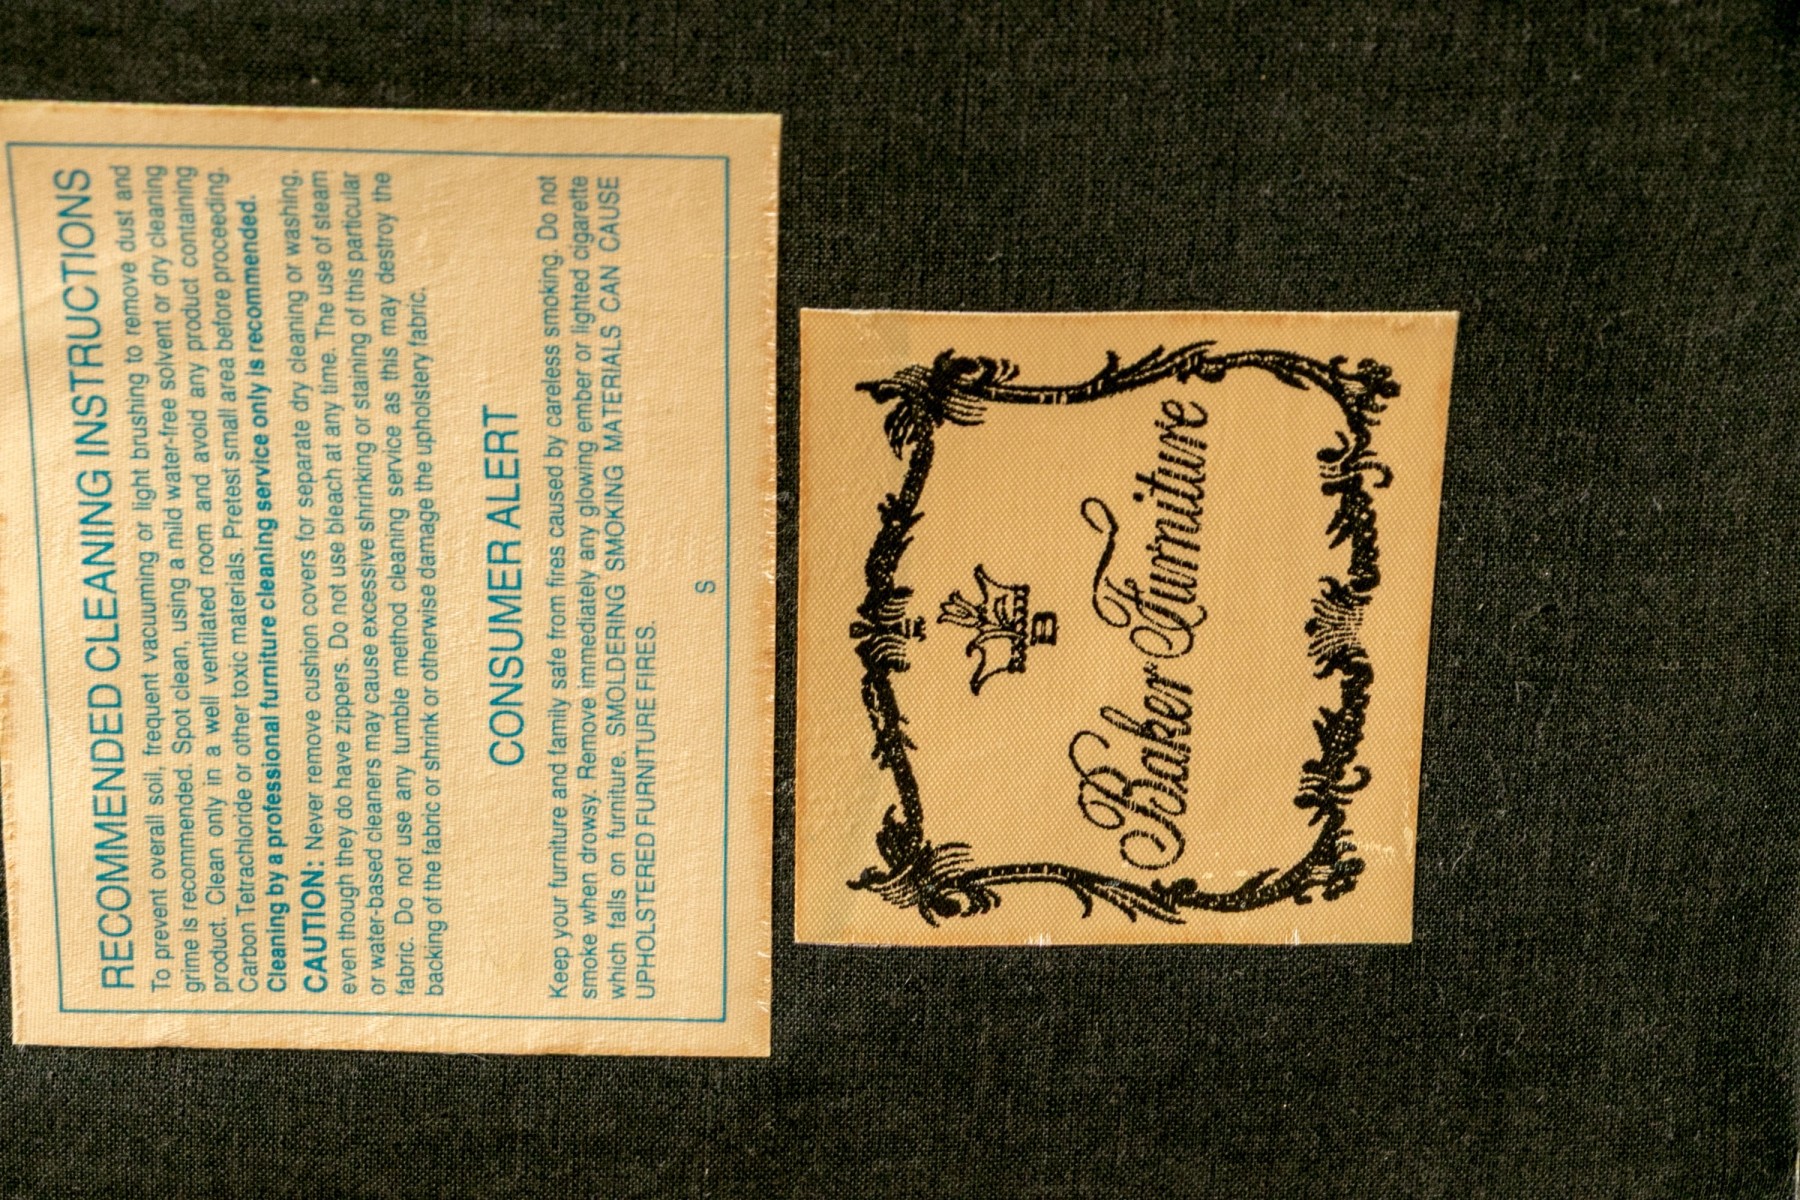 RECOMMENDED CLEANING INSTRUCTIONS
To prevent overall soil, frequent vacuuming or light brushing to remove dust and
grime is recommended. Spot clean, using a mild water-free solvent or dry cleaning
product. Clean only in a well ventilated room and avoid any product containing
Carbon Tetrachloride or other toxic materials. Pretest small area before proceeding.
Cleaning by a professional furniture cleaning service only is recommended.
CAUTION: Never remove cushion covers for separate dry cleaning or washing,
even though they do have zippers. Do not use bleach at any time. The use of steam
or water-based cleaners may cause excessive shrinking or staining of this particular
fabric. Do not use any tumble method cleaning service as this may destroy the
backing of the fabric or shrink or otherwise damage the upholstery fabric.
CONSUMER ALERT
Keep your furniture and family safe from fires caused by careless smoking. Do not
smoke when drowsy. Remove immediately any glowing ember or lighted cigarette
which falls on furniture. SMOLDERING SMOKING MATERIALS CAN CAUSE
UPHOLSTERED FURNITURE FIRES.
S
B
Baker Furniture